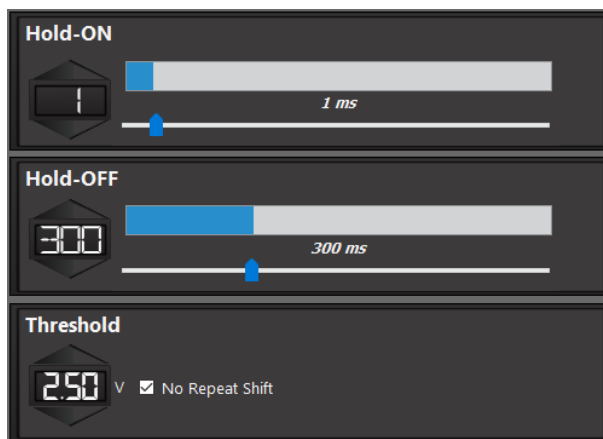 Hold-ON
1
1 ms
Hold-OFF
300
300 ms
Threshold
2.50 V No Repeat Shift